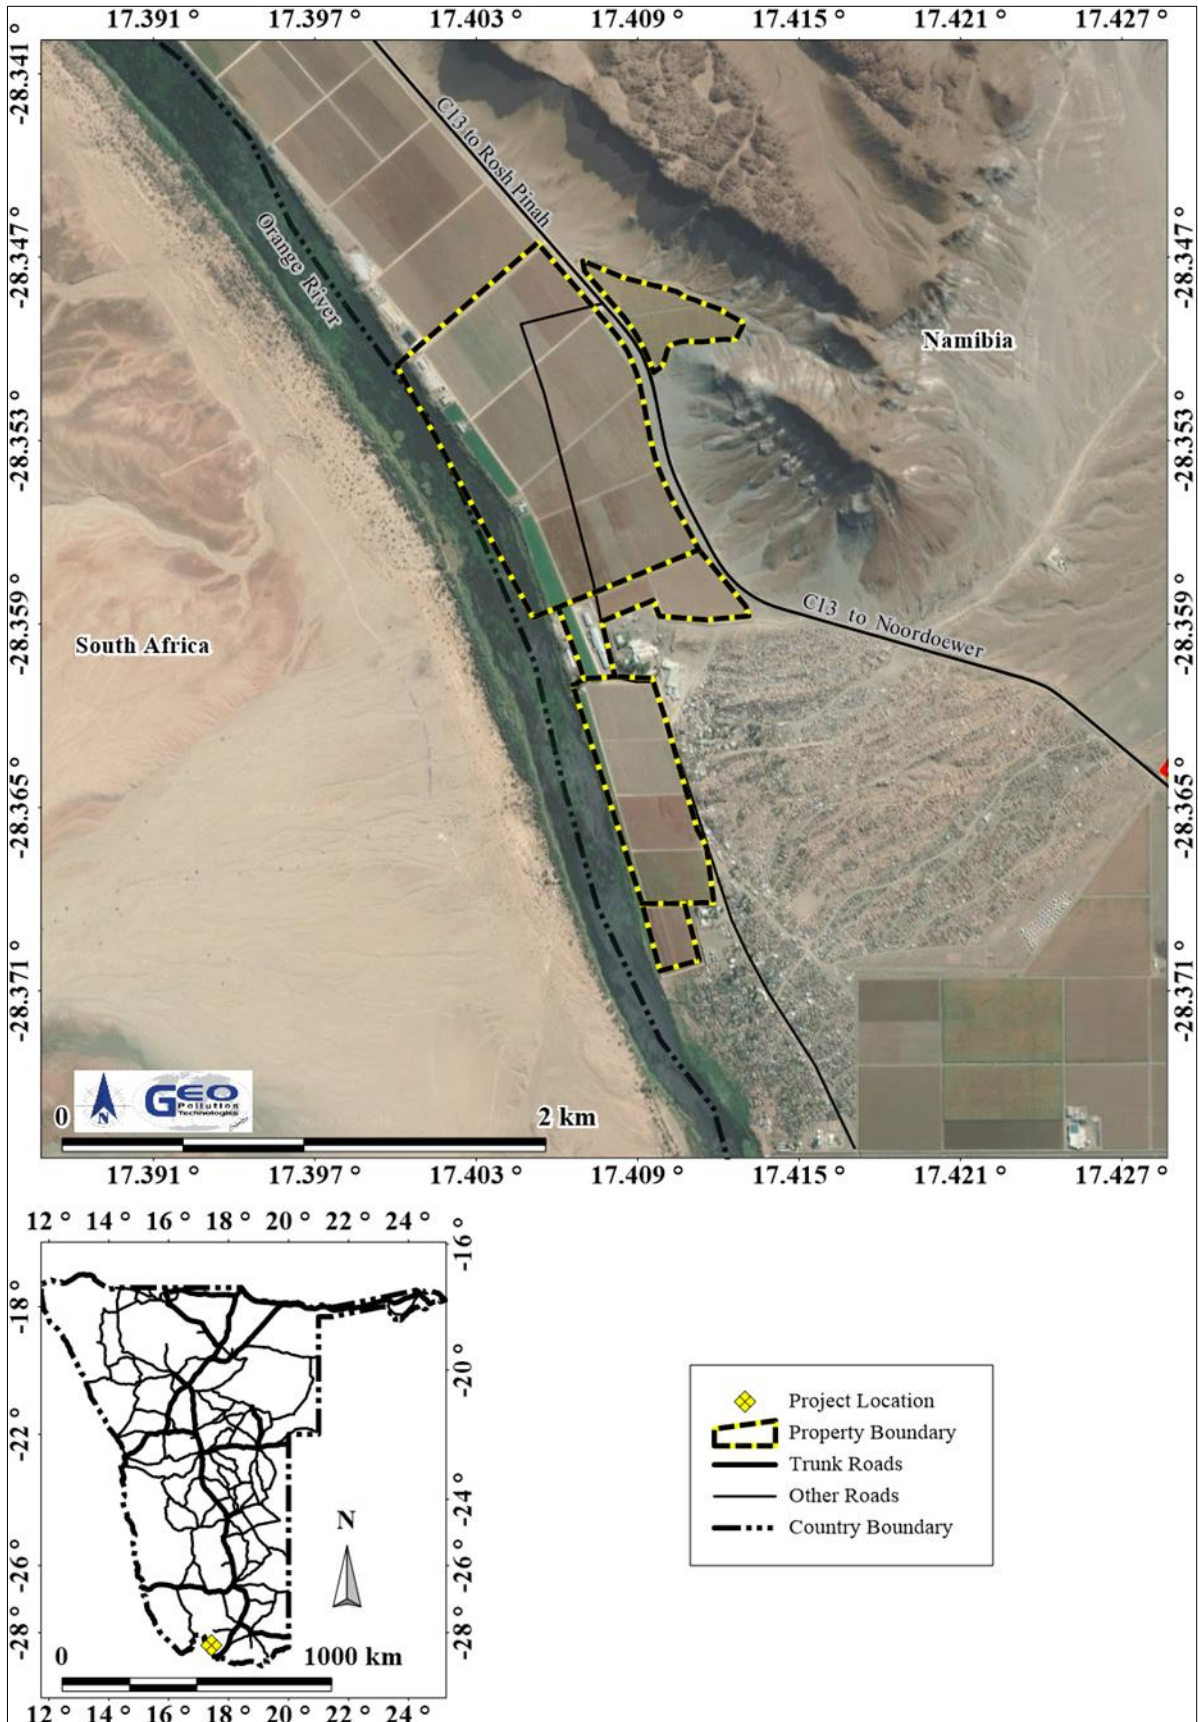 17.391 ° 17.397 ° 17.403 ° 17.409 ° 17.415 ° 17.421 ° 17.427 °
-28.341 °
C13 to Rosh Pinah
-28.347 ° -28.347 °
Orange River
Namibia
-28.353 ° -28.353 °
-28.359 ° -28.359 °
C13 to Noordoewer
South Africa
-28.365 ° -28.365 °
-28.371 ° -28.371 °
N
GEO
Pollution
Technologies
0 2 km
17.391 ° 17.397 ° 17.403 ° 17.409 ° 17.415 ° 17.421 ° 17.427 °
12 ° 14 ° 16 ° 18 ° 20 ° 22 ° 24 °
-16 °
-18 °
-20 °
-22 °
-24 °
-26 ° -26 °
-28 ° -28 °
N
0 1000 km
12 ° 14 ° 16 ° 18 ° 20 ° 22 ° 24 °
Project Location
Property Boundary
Trunk Roads
Other Roads
Country Boundary